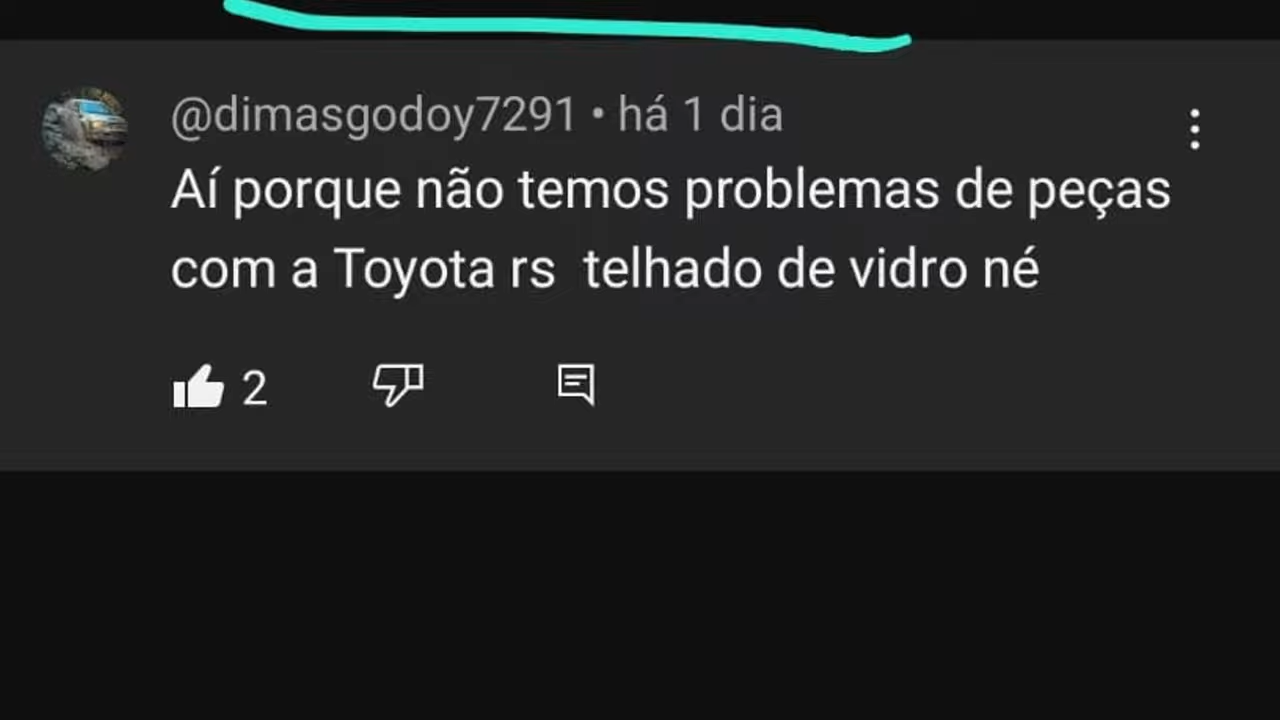 @dimasgodoy7291 • há 1 dia
Aí porque não temos problemas de peças
com a Toyota rs  telhado de vidro né
2